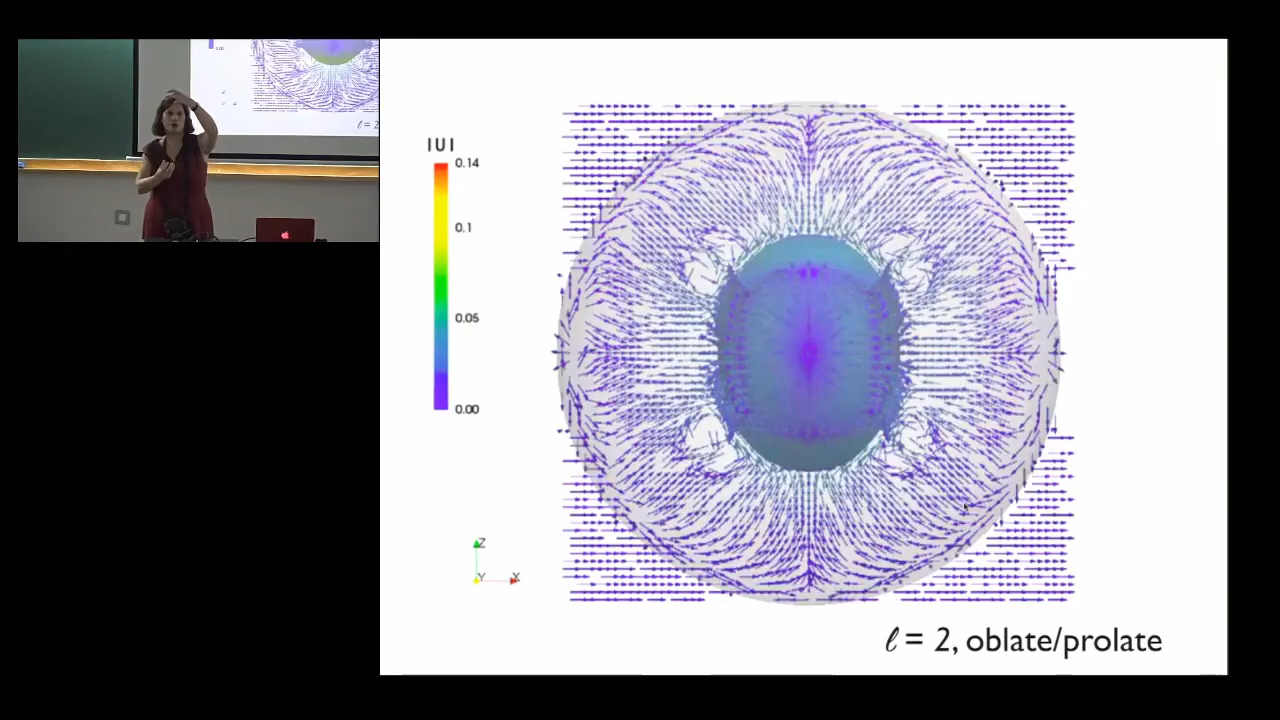 |U|
0.14
0.1
0.05
0.00
Z
Y X
ℓ = 2, oblate/prolate